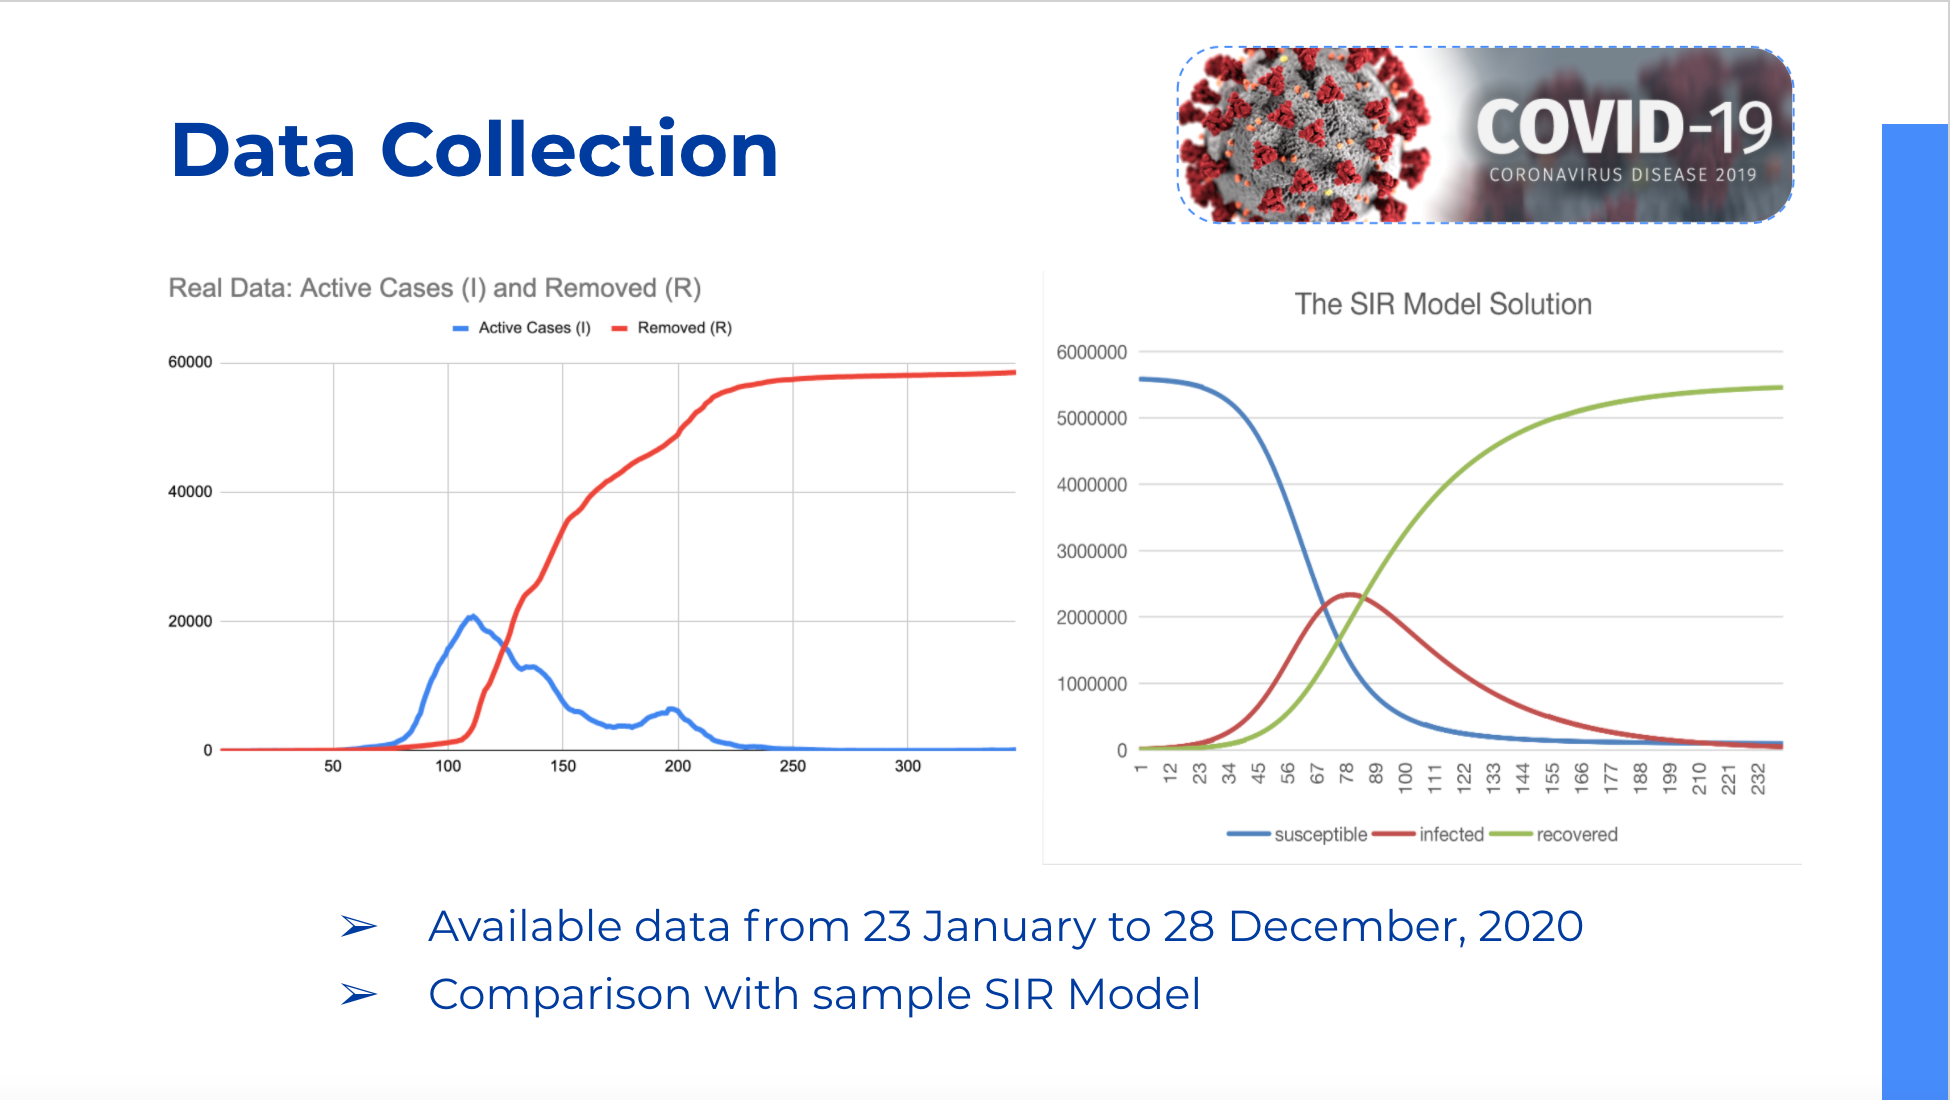 Data Collection
COVID-19
CORONAVIRUS DISEASE 2019
Real Data: Active Cases (I) and Removed (R)
Active Cases (I) Removed (R)
60000
40000
20000
0
50 100 150 200 250 300
The SIR Model Solution
6000000
5000000
4000000
3000000
2000000
1000000
0
1 12 23 34 45 56 67 78 89 100 111 122 133 144 155 166 177 188 199 210 221 232
susceptible infected recovered
➢ Available data from 23 January to 28 December, 2020
➢ Comparison with sample SIR Model